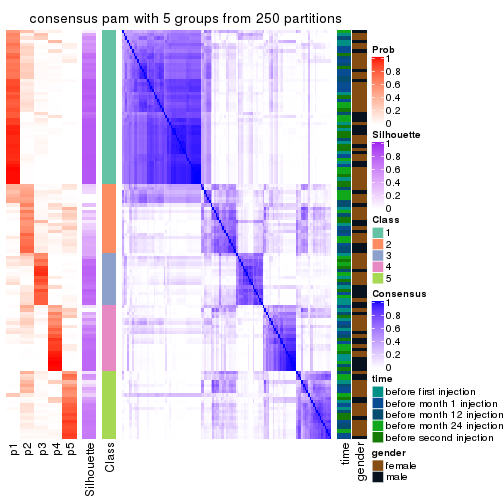 consensus pam with 5 groups from 250 partitions
Prob
1
0.8
0.6
0.4
0.2
0
Silhouette
1
0.8
0.6
0.4
0.2
0
Class
1
2
3
4
5
Consensus
1
0.8
0.6
0.4
0.2
0
time
before first injection
before month 1 injection
before month 12 injection
before month 24 injection
before second injection
gender
female
male
p1
p2
p3
p4
p5
Silhouette
Class
time
gender